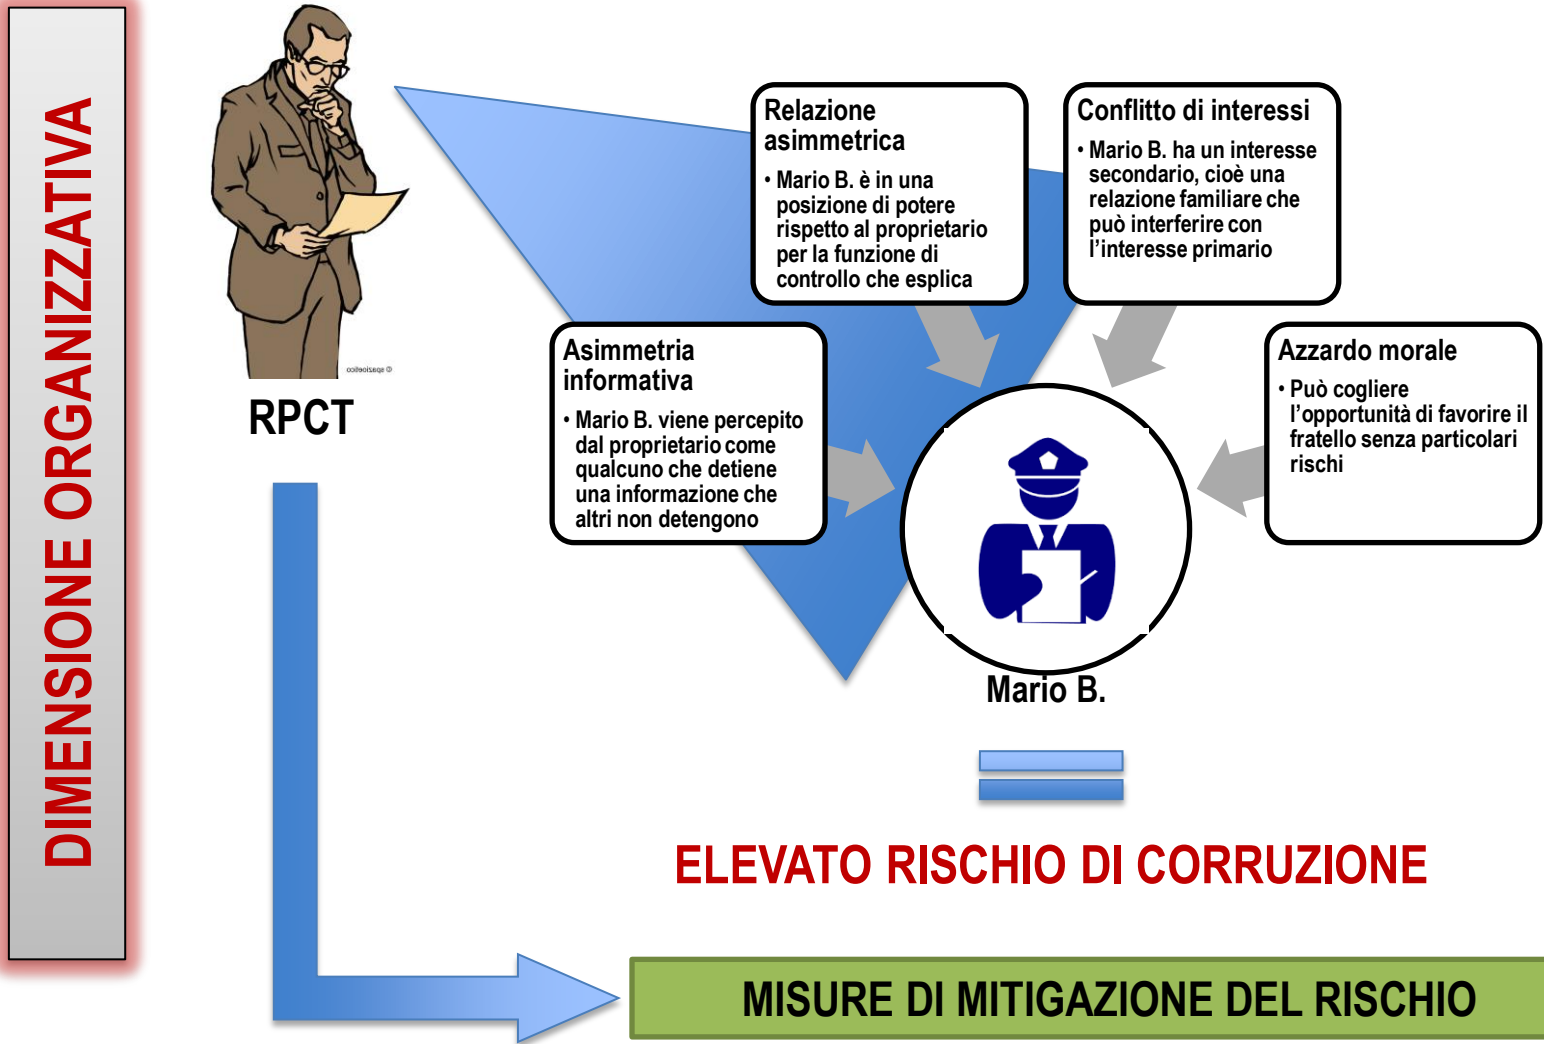 DIMENSIONE ORGANIZZATIVA
© spazioetico
RPCT
Relazione
asimmetrica
• Mario B. è in una
posizione di potere
rispetto al proprietario
per la funzione di
controllo che esplica
Conflitto di interessi
• Mario B. ha un interesse
secondario, cioè una
relazione familiare che
può interferire con
l’interesse primario
Asimmetria
informativa
• Mario B. viene percepito
dal proprietario come
qualcuno che detiene
una informazione che
altri non detengono
Azzardo morale
• Può cogliere
l’opportunità di favorire il
fratello senza particolari
rischi
Mario B.
ELEVATO RISCHIO DI CORRUZIONE
MISURE DI MITIGAZIONE DEL RISCHIO